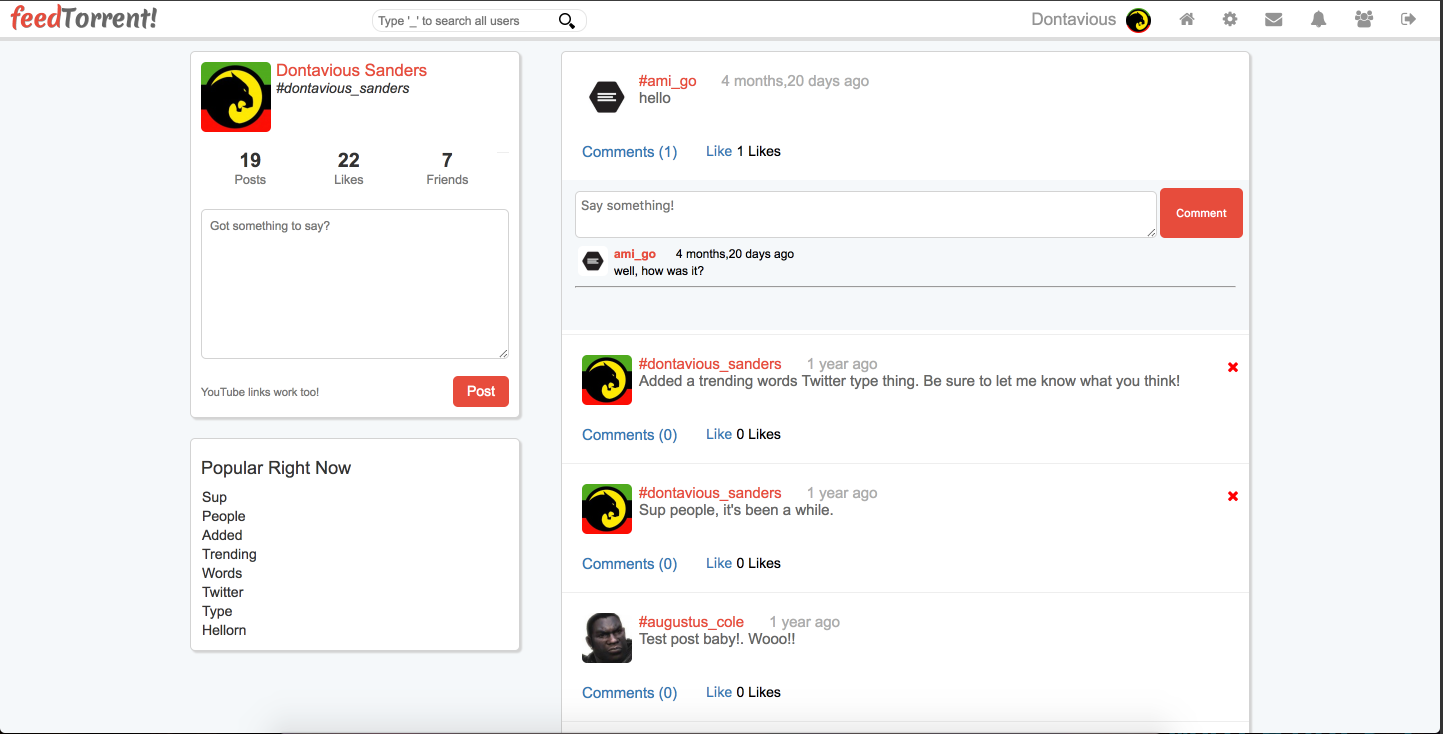 feedTorrent!
Type '_' to search all users
Dontavious
Dontavious Sanders
#dontavious_sanders
19 22 7
Posts Likes Friends
Got something to say?
YouTube links work too! Post
Popular Right Now
Sup
People
Added
Trending
Words
Twitter
Type
Hellorn
#ami_go 4 months,20 days ago
hello
Comments (1) Like 1 Likes
Say something!
Comment
ami_go 4 months,20 days ago
well, how was it?
#dontavious_sanders 1 year ago
Added a trending words Twitter type thing. Be sure to let me know what you think!
Comments (0) Like 0 Likes
#dontavious_sanders 1 year ago
Sup people, it's been a while.
Comments (0) Like 0 Likes
#augustus_cole 1 year ago
Test post baby!. Wooo!!
Comments (0) Like 0 Likes